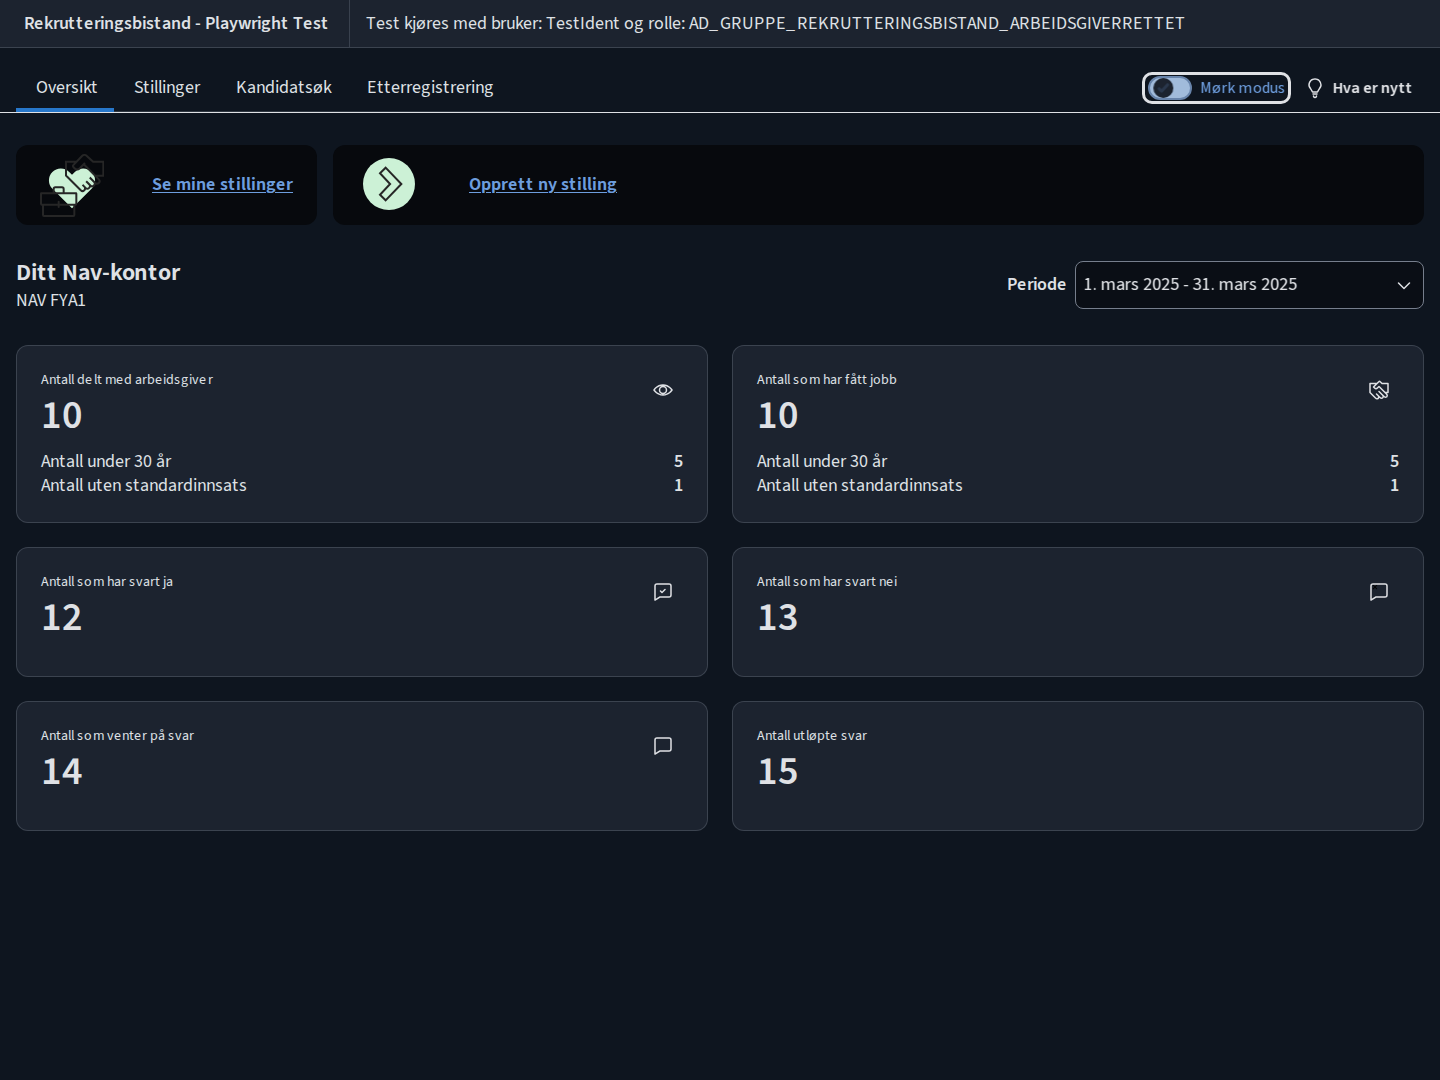 Rekrutteringsbistand - Playwright Test
Test kjøres med bruker: TestIdent og rolle: AD_GRUPPE_REKRUTTERINGSBISTAND_ARBEIDSGIVERRETTET
Oversikt
Stillinger
Kandidatsøk
Etterregistrering
Mørk modus
Hva er nytt
Se mine stillinger
Opprett ny stilling
Ditt Nav-kontor
NAV FYA1
Periode
1. mars 2025 - 31. mars 2025
Antall delt med arbeidsgiver
10
Antall under 30 år 5
Antall uten standardinnsats 1
Antall som har fått jobb
10
Antall under 30 år 5
Antall uten standardinnsats 1
Antall som har svart ja
12
Antall som har svart nei
13
Antall som venter på svar
14
Antall utløpte svar
15